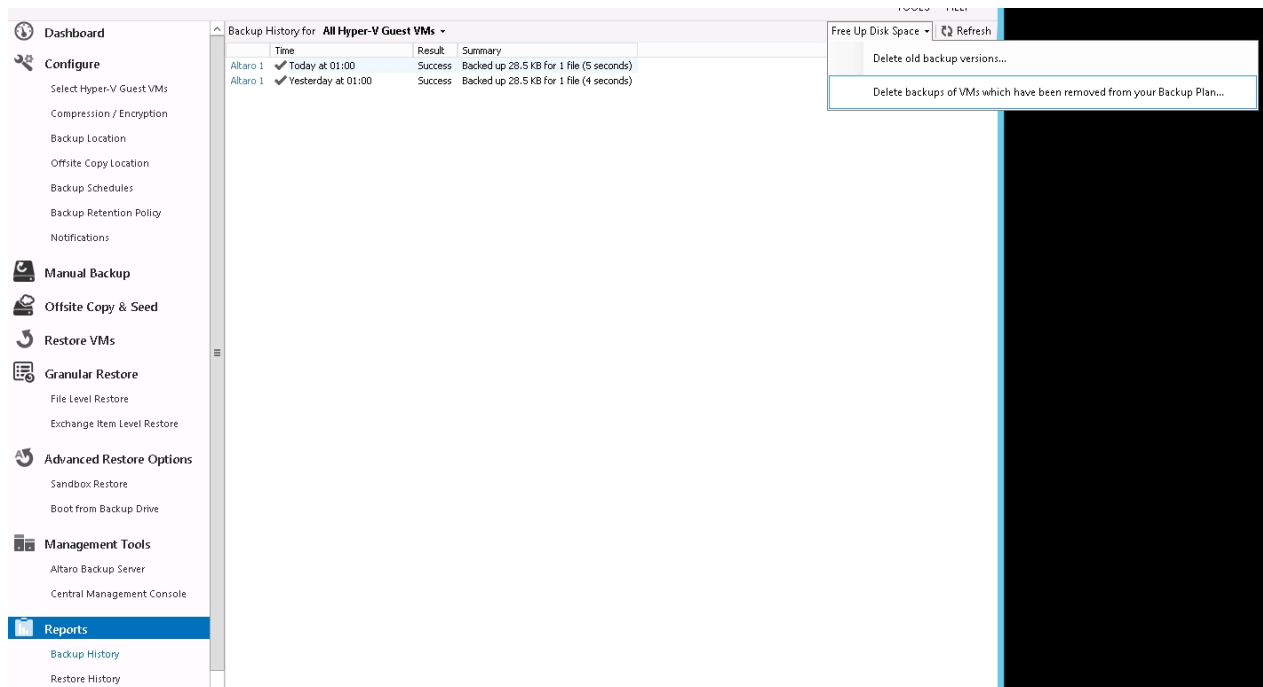 Dashboard
Configure
Select Hyper-V Guest VMs
Compression / Encryption
Backup Location
Offsite Copy Location
Backup Schedules
Backup Retention Policy
Notifications
Manual Backup
Offsite Copy & Seed
Restore VMs
Granular Restore
File Level Restore
Exchange Item Level Restore
Advanced Restore Options
Sandbox Restore
Boot from Backup Drive
Management Tools
Altaro Backup Server
Central Management Console
Reports
Backup History
Restore History
Backup History for All Hyper-V Guest VMs
Time Result Summary
Altaro 1 Today at 01:00 Success Backed up 28.5 KB for 1 file (5 seconds)
Altaro 1 Yesterday at 01:00 Success Backed up 28.5 KB for 1 file (4 seconds)
Free Up Disk Space Refresh
Delete old backup versions...
Delete backups of VMs which have been removed from your Backup Plan...